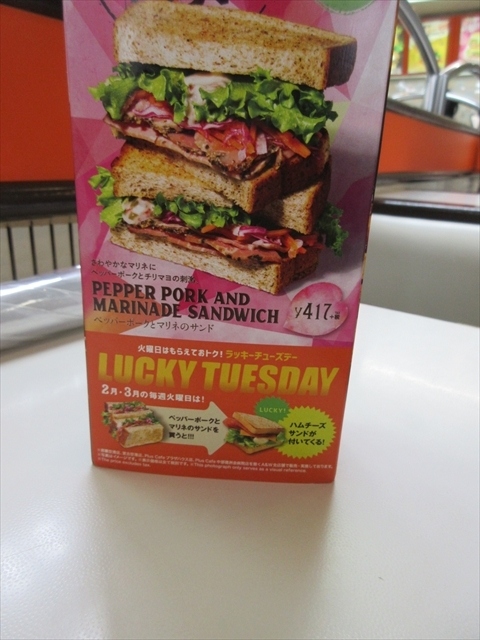 さわやかなマリネに
ペッパーポークとチリマヨの刺激
PEPPER PORK AND
MARINADE SANDWICH
ペッパーポークとマリネのサンド
¥417
火曜日はもらえておトク!ラッキーチューズデー
LUCKY TUESDAY
2月・3月の毎週火曜日は!
ペッパーポークと
マリネのサンドを
買うと!!!
LUCKY!
ハムチーズ
サンドが
付いてくる!